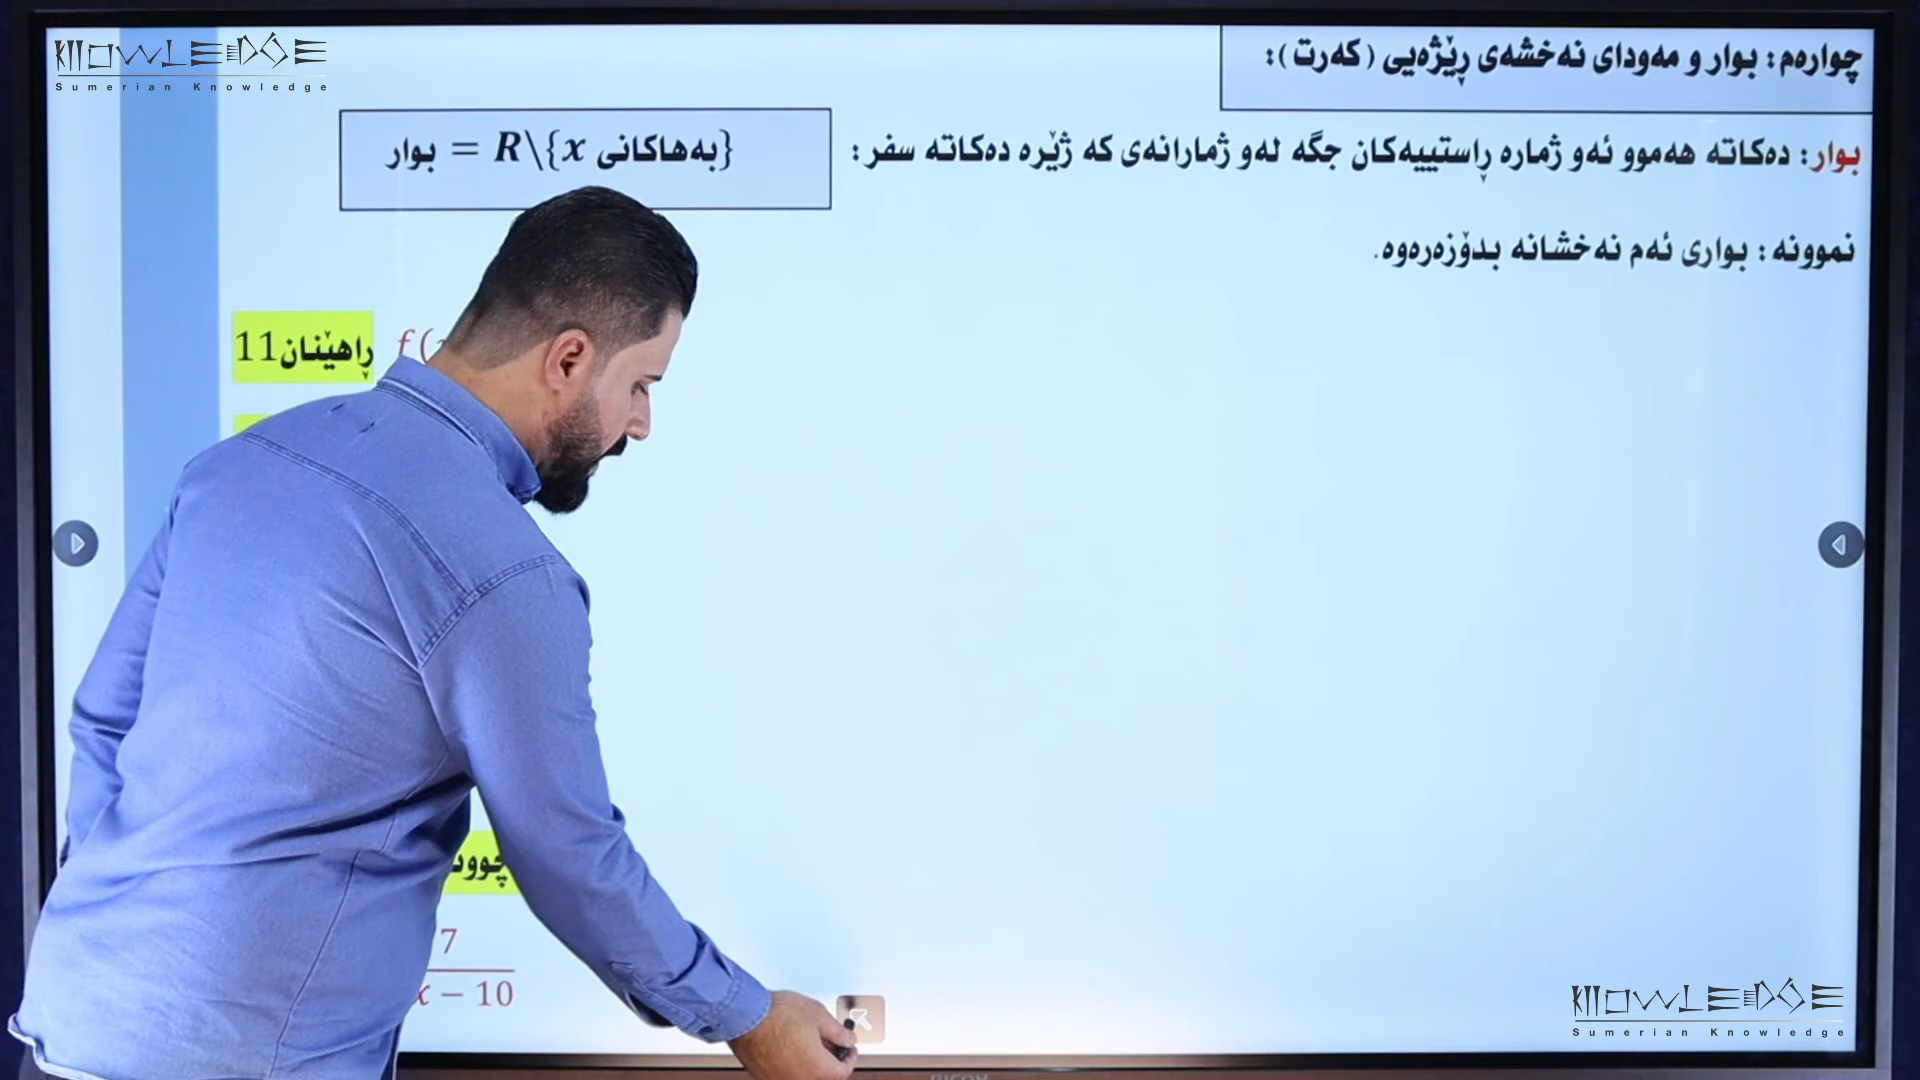 KNOWLEDGE
Sumerian Knowledge
چوارەم: بوار و مەودای نەخشەی ڕێژەیی (کەرت):
بوار: دەکاتە هەموو ئەو ژمارە ڕاستییەکان جگە لەو ژمارانەی کە ژێرە دەکاتە سفر:
بوار = R\{x بەهاکانی}
نموونە: بواری ئەم نەخشانە بدۆزەرەوە.
ڕاهێنان11 f(
7
x − 10
KNOWLEDGE
Sumerian Knowledge